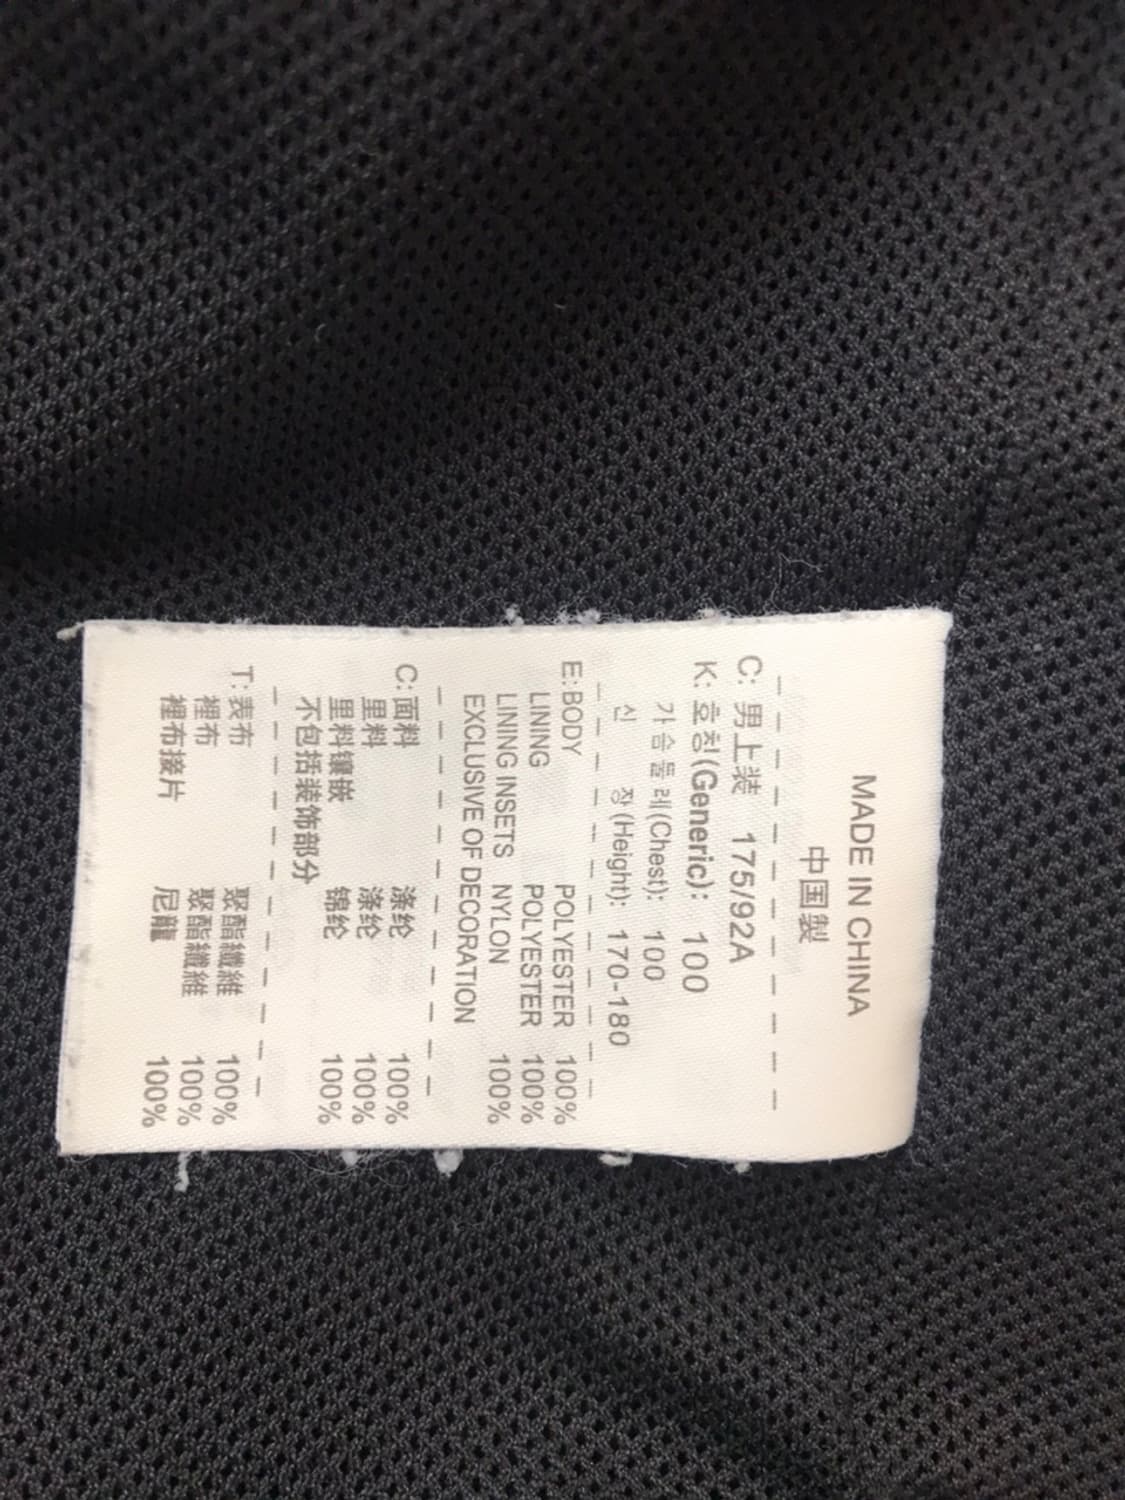 MADE IN CHINA
中国製
C: 男上装 175/92A
K: 호칭(Generic): 100
가슴둘레(Chest): 100
신 장(Height): 170-180
E: BODY POLYESTER 100%
LINING POLYESTER 100%
LINING INSETS NYLON 100%
EXCLUSIVE OF DECORATION
C: 面料 涤纶 100%
里料 涤纶 100%
里料镶嵌 锦纶 100%
不包括装饰部分
T: 表布 聚酯纖維 100%
裡布 聚酯纖維 100%
裡布接片 尼龍 100%